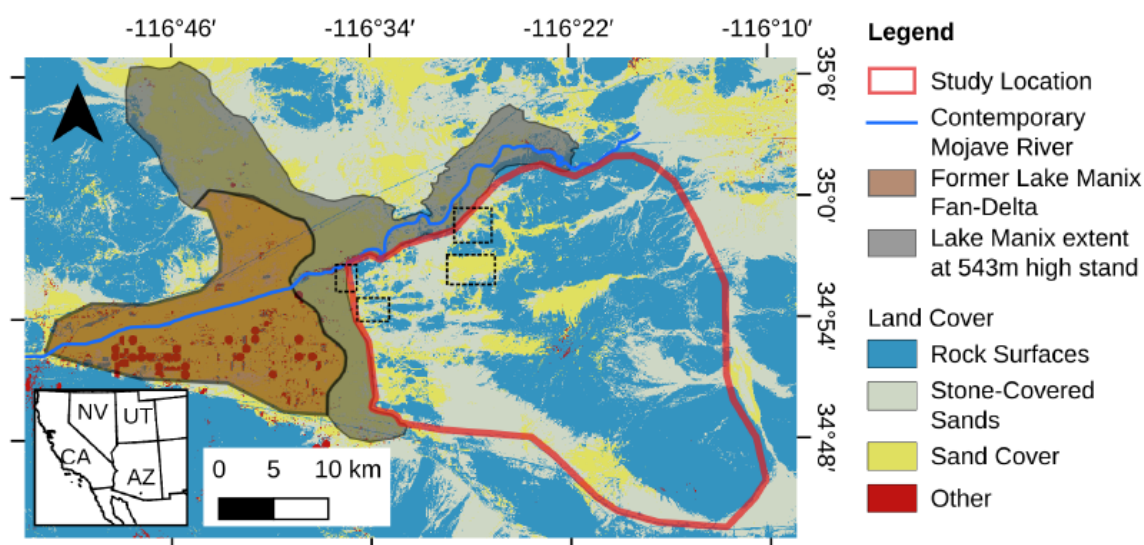 -116°46′ -116°34′ -116°22′ -116°10′
35°6′
35°0′
34°54′
34°48′
NV UT
CA
AZ
0 5 10 km
Legend
Study Location
Contemporary
Mojave River
Former Lake Manix
Fan-Delta
Lake Manix extent
at 543m high stand
Land Cover
Rock Surfaces
Stone-Covered
Sands
Sand Cover
Other